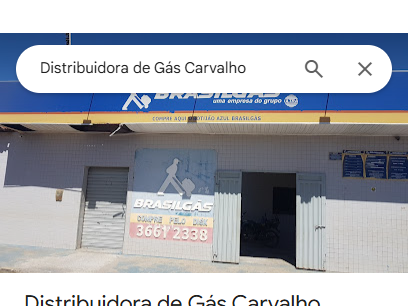 Distribuidora de Gás Carvalho
BRASILGÁS
uma empresa do grupo
COMPRE AQUI BOTIJÃO AZUL BRASILGÁS
BRASILGÁS
COMPRE PELO DISK
3661 2338
Distribuidora de Gás Carvalho